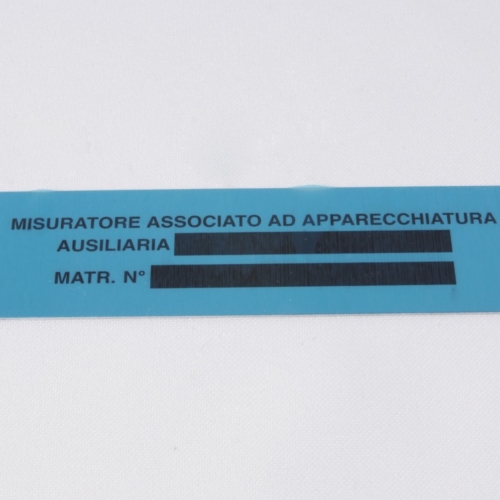 MISURATORE ASSOCIATO AD APPARECCHIATURA
AUSILIARIA
MATR. N°